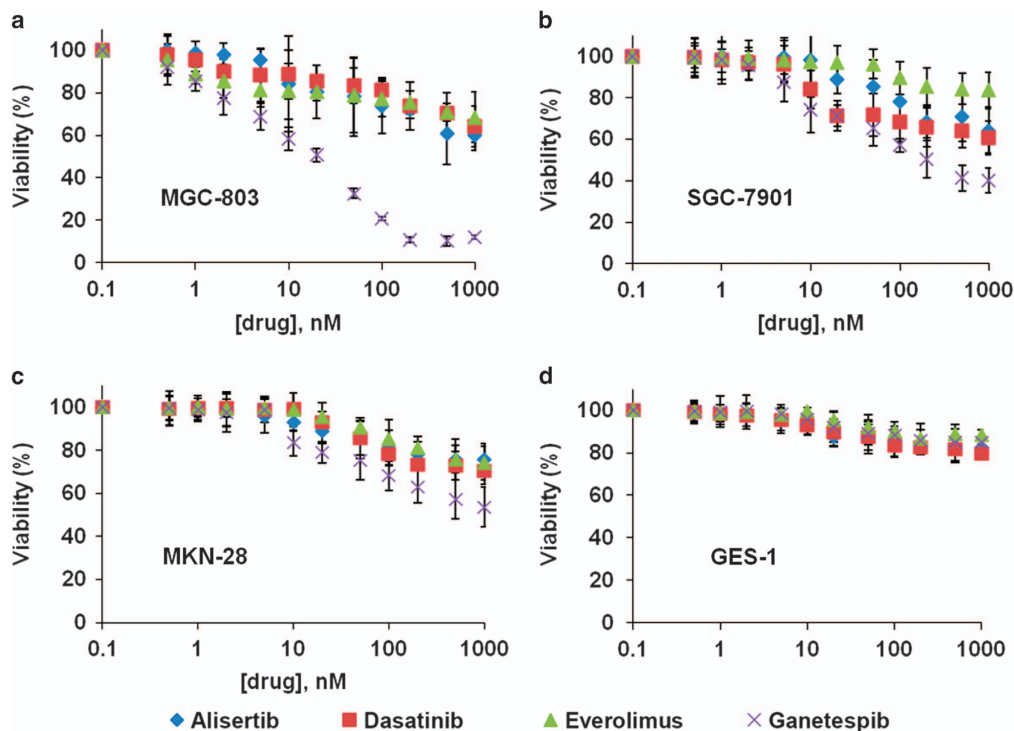 a
b
100
80
60
40
20
0
Viability (%)
MGC-803
0.1 1 10 100 1000
[drug], nM
100
80
60
40
20
0
Viability (%)
SGC-7901
0.1 1 10 100 1000
[drug], nM
c
d
100
80
60
40
20
0
Viability (%)
MKN-28
0.1 1 10 100 1000
[drug], nM
100
80
60
40
20
0
Viability (%)
GES-1
0.1 1 10 100 1000
Alisertib Dasatinib Everolimus Ganetespib